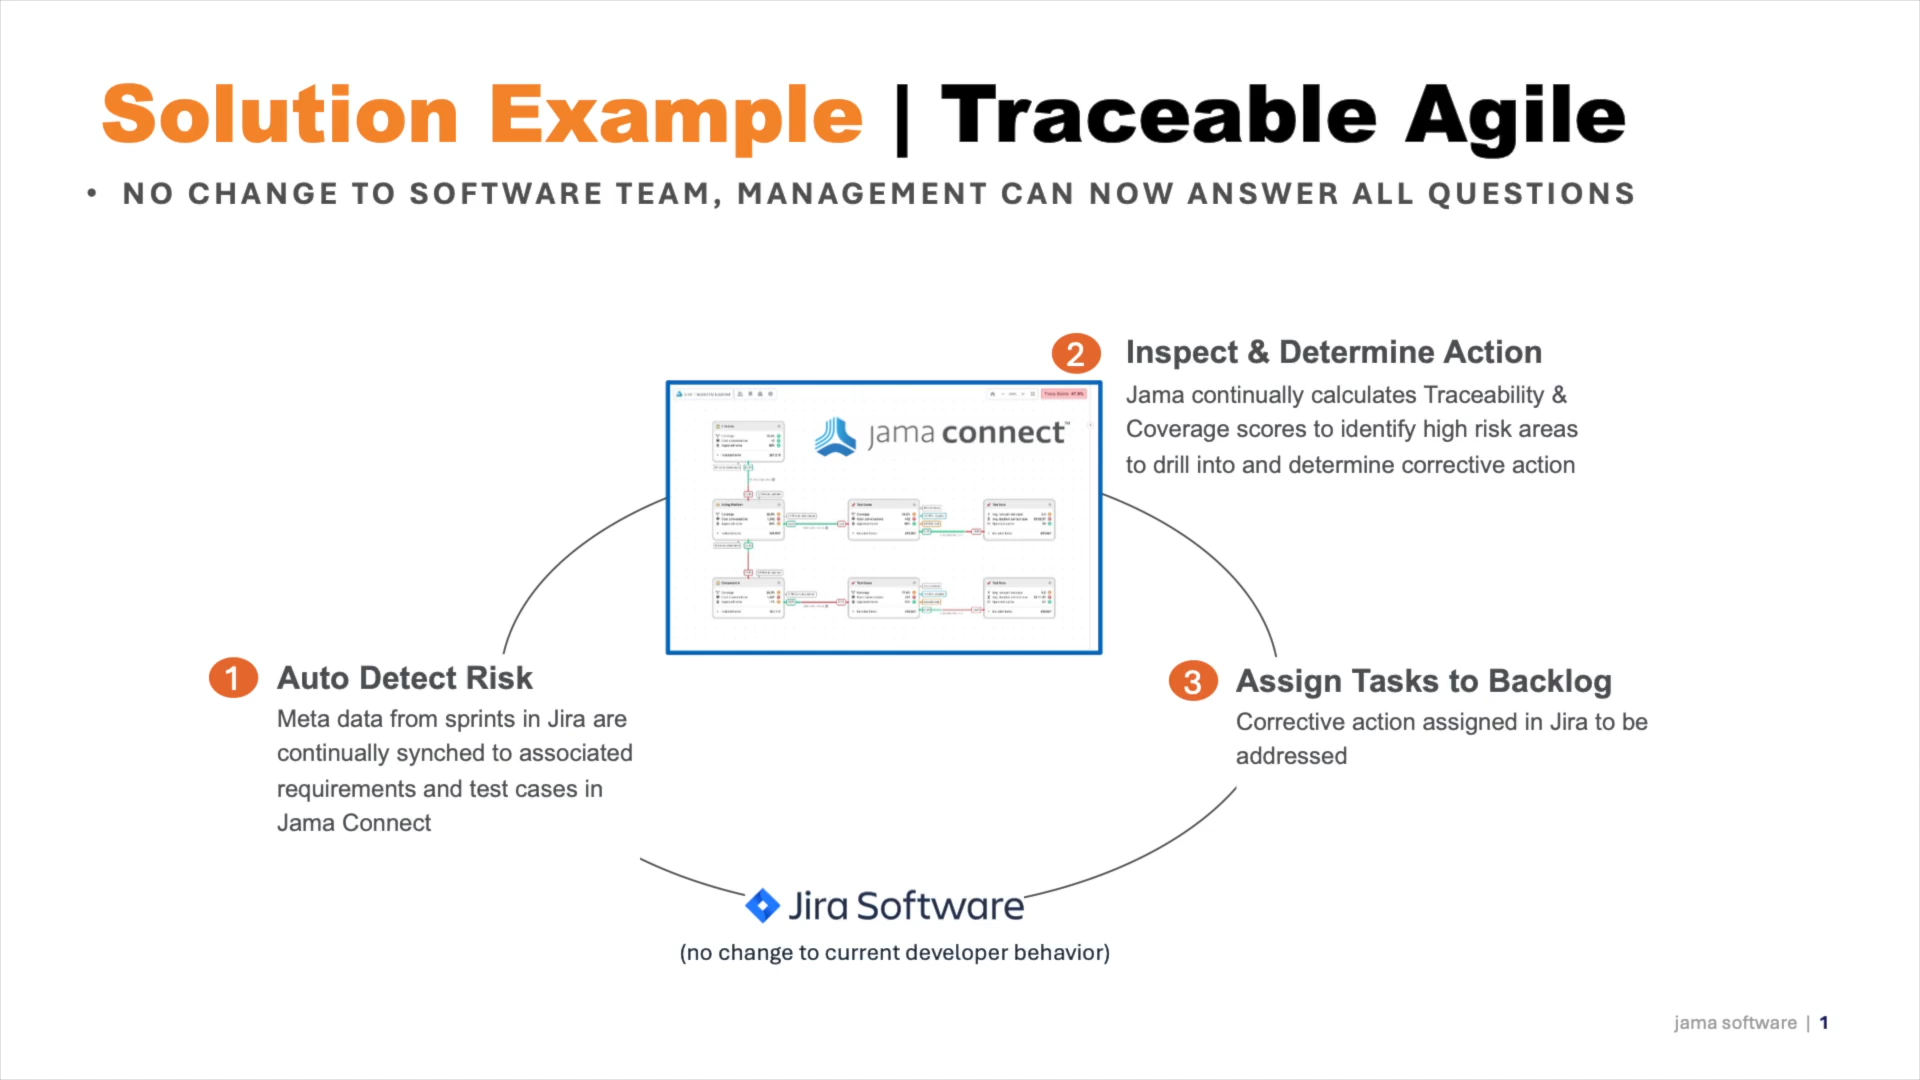 Solution Example | Traceable Agile
• NO CHANGE TO SOFTWARE TEAM, MANAGEMENT CAN NOW ANSWER ALL QUESTIONS
2 Inspect & Determine Action
Jama continually calculates Traceability &
Coverage scores to identify high risk areas
to drill into and determine corrective action
jama connect™
1 Auto Detect Risk
Meta data from sprints in Jira are
continually synched to associated
requirements and test cases in
Jama Connect
3 Assign Tasks to Backlog
Corrective action assigned in Jira to be
addressed
Jira Software
(no change to current developer behavior)
jama software | 1